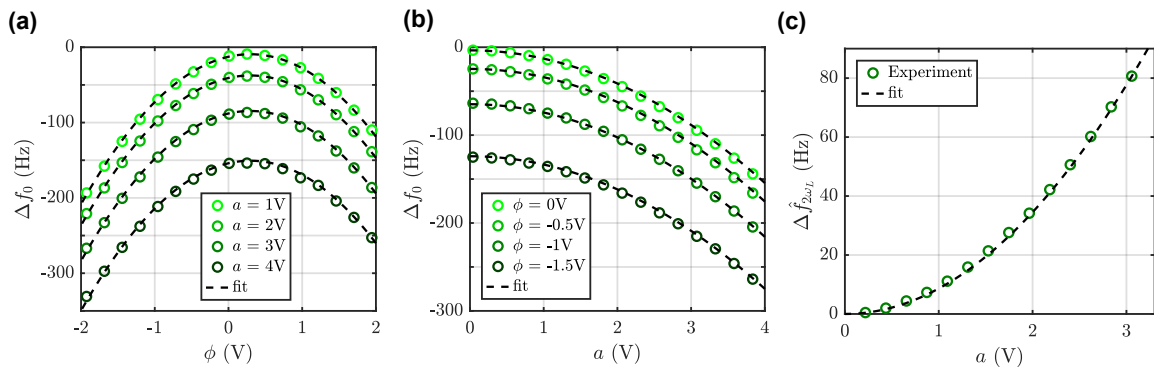 (a)
0
-100
-200
-300
Δf₀ (Hz)
-2 -1 0 1 2
ϕ (V)
a = 1V
a = 2V
a = 3V
a = 4V
fit
(b)
0
-100
-200
-300
Δf₀ (Hz)
0 1 2 3 4
a (V)
ϕ = 0V
ϕ = -0.5V
ϕ = -1V
ϕ = -1.5V
fit
(c)
80
60
40
20
0
Δf̂₂ω_L (Hz)
0 1 2 3
a (V)
Experiment
fit